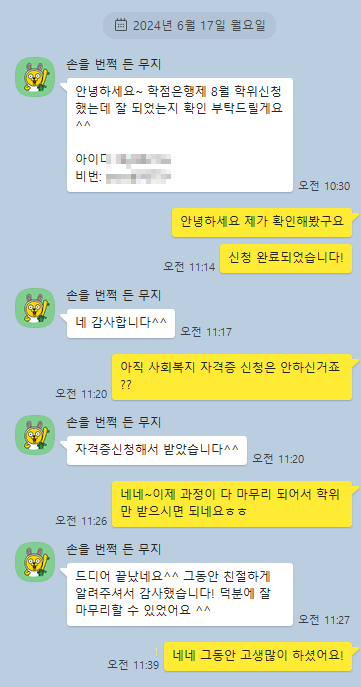 2024년 6월 17일 월요일
손을 번쩍 든 무지
안녕하세요~ 학점은행제 8월 학위신청
했는데 잘 되었는지 확인 부탁드릴게요
^^
아이디
비번:
오전 10:30
안녕하세요 제가 확인해봤구요
신청 완료되었습니다!
오전 11:14
손을 번쩍 든 무지
네 감사합니다^^
오전 11:17
아직 사회복지 자격증 신청은 안하신거죠
??
오전 11:20
손을 번쩍 든 무지
자격증신청해서 받았습니다^^
오전 11:20
네네~이제 과정이 다 마무리 되어서 학위
만 받으시면 되네요ㅎㅎ
오전 11:26
손을 번쩍 든 무지
드디어 끝났네요^^ 그동안 친절하게
알려주셔서 감사했습니다! 덕분에 잘
마무리할 수 있었어요 ^^
오전 11:27
네네 그동안 고생많이 하셨어요!
오전 11:39